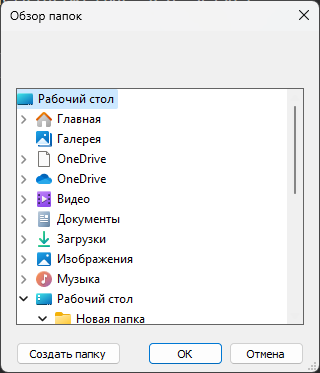 Обзор папок
Рабочий стол
Главная
Галерея
OneDrive
OneDrive
Видео
Документы
Загрузки
Изображения
Музыка
Рабочий стол
Новая папка
Создать папку
ОК
Отмена